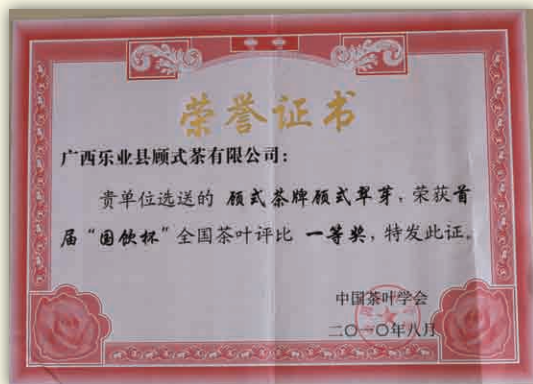 荣誉证书
广西乐业县顾式茶有限公司：
贵单位选送的 顾式茶牌顾式翠芽，荣获首
届“国饮杯”全国茶叶评比 一等奖，特发此证。
中国茶叶学会
二〇一〇年八月